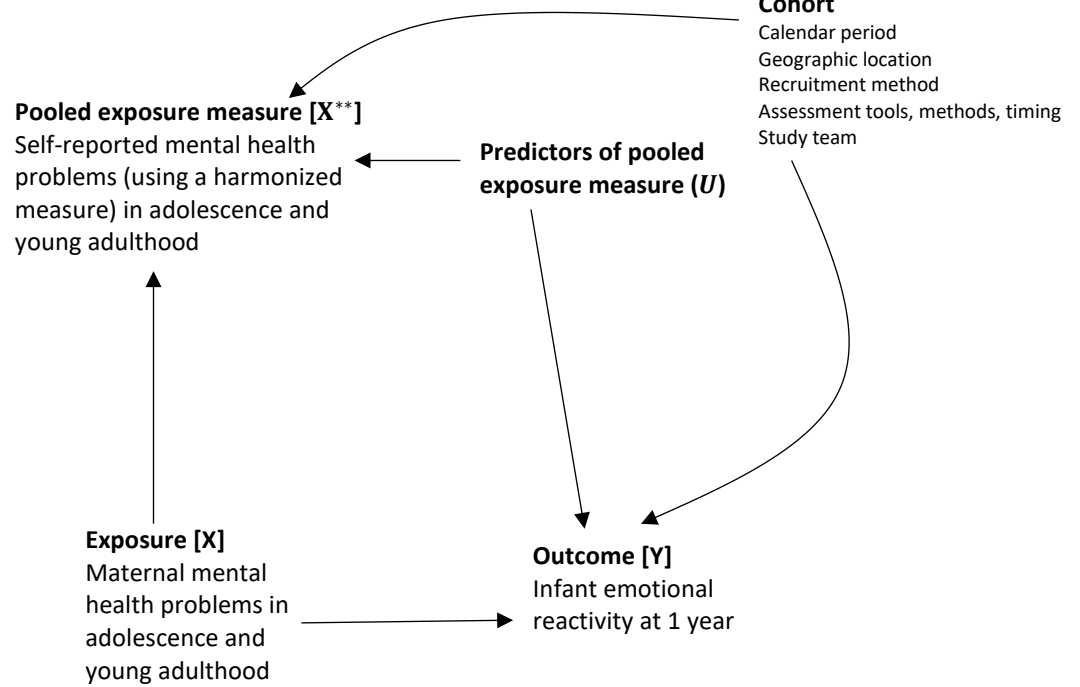 Cohort
Calendar period
Geographic location
Recruitment method
Assessment tools, methods, timing
Study team
Pooled exposure measure [X**]
Self-reported mental health
problems (using a harmonized
measure) in adolescence and
young adulthood
Predictors of pooled
exposure measure (U)
Exposure [X]
Maternal mental
health problems in
adolescence and
young adulthood
Outcome [Y]
Infant emotional
reactivity at 1 year